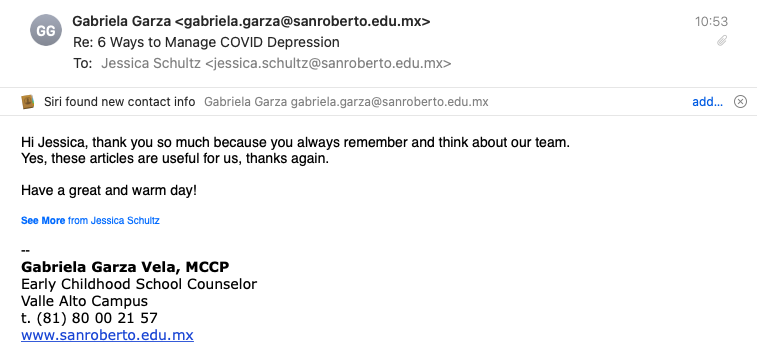 GG
Gabriela Garza <gabriela.garza@sanroberto.edu.mx>
10:53
Re: 6 Ways to Manage COVID Depression
To: Jessica Schultz <jessica.schultz@sanroberto.edu.mx>
Siri found new contact info Gabriela Garza gabriela.garza@sanroberto.edu.mx add...
Hi Jessica, thank you so much because you always remember and think about our team.
Yes, these articles are useful for us, thanks again.
Have a great and warm day!
See More from Jessica Schultz
--
Gabriela Garza Vela, MCCP
Early Childhood School Counselor
Valle Alto Campus
t. (81) 80 00 21 57
www.sanroberto.edu.mx